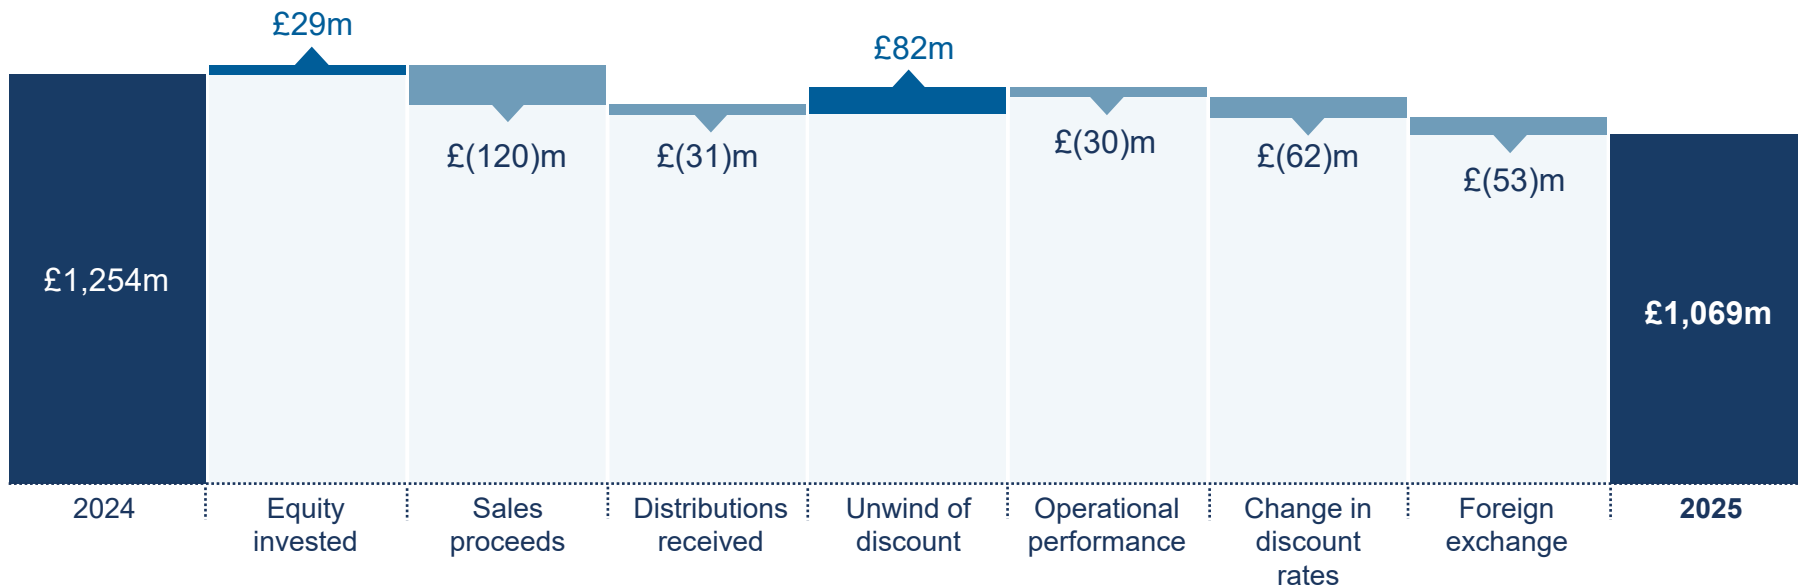 £29m
£82m
£(120)m
£(31)m
£(30)m
£(62)m
£(53)m
£1,254m
£1,069m
2024
Equity
invested
Sales
proceeds
Distributions
received
Unwind of
discount
Operational
performance
Change in
discount
rates
Foreign
exchange
2025